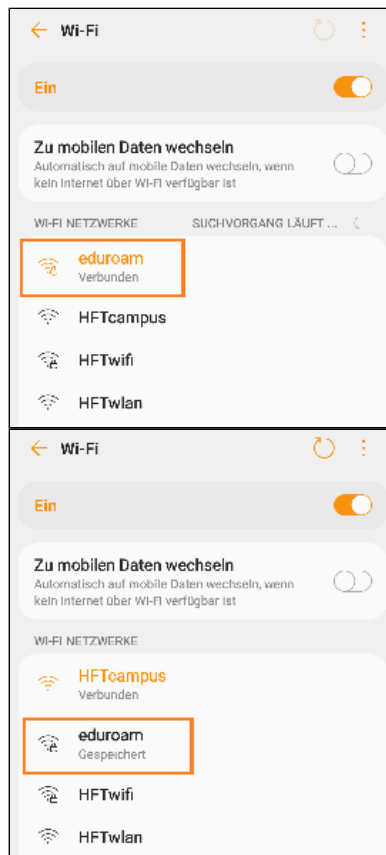 Wi-Fi
Ein
Zu mobilen Daten wechseln
Automatisch auf mobile Daten wechseln, wenn
kein Internet über Wi-Fi verfügbar ist
WI-FI NETZWERKE SUCHVORGANG LÄUFT ...
eduroam
Verbunden
HFTcampus
HFTwifi
HFTwlan
Wi-Fi
Ein
Zu mobilen Daten wechseln
Automatisch auf mobile Daten wechseln, wenn
kein Internet über Wi-Fi verfügbar ist
WI-FI NETZWERKE
HFTcampus
Verbunden
eduroam
Gespeichert
HFTwifi
HFTwlan